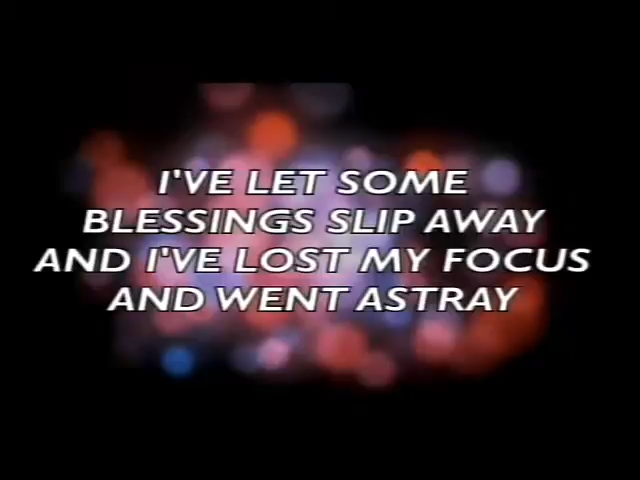 I'VE LET SOME
BLESSINGS SLIP AWAY
AND I'VE LOST MY FOCUS
AND WENT ASTRAY